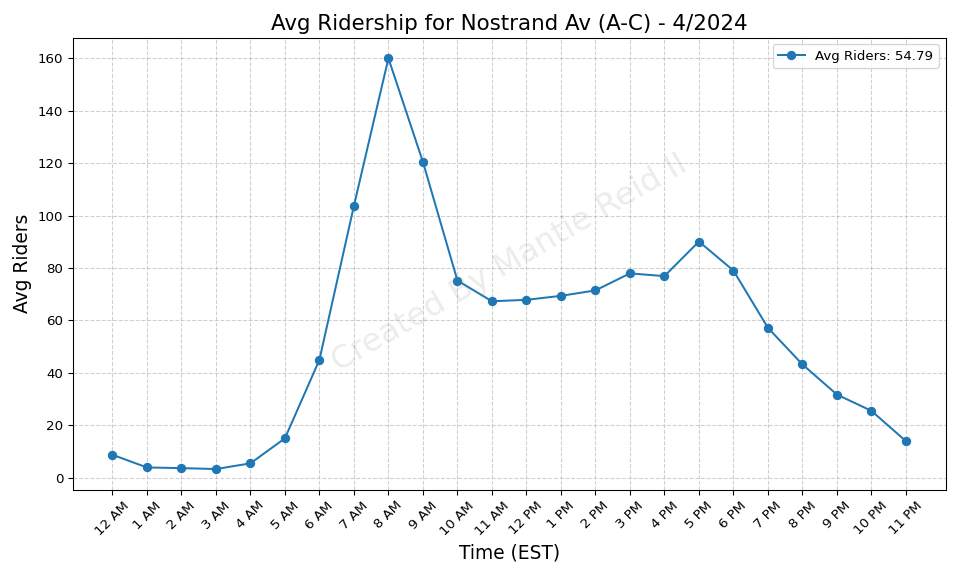 Avg Ridership for Nostrand Av (A-C) - 4/2024
Avg Riders: 54.79
160
140
120
100
80
60
40
20
0
Avg Riders
Created By Mantie Reid II
12 AM
1 AM
2 AM
3 AM
4 AM
5 AM
6 AM
7 AM
8 AM
9 AM
10 AM
11 AM
12 PM
1 PM
2 PM
3 PM
4 PM
5 PM
6 PM
7 PM
8 PM
9 PM
10 PM
11 PM
Time (EST)